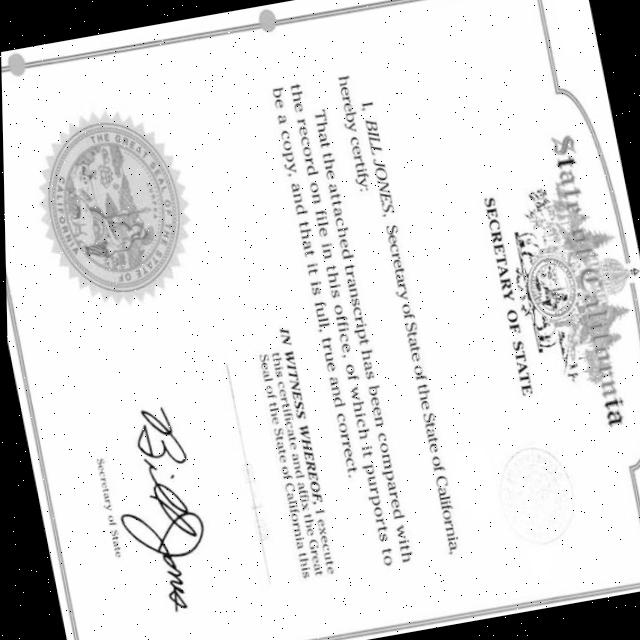 State of California
SECRETARY OF STATE
I, BILL JONES, Secretary of State of the State of California,
hereby certify:
That the attached transcript has been compared with
the record on file in this office, of which it purports to
be a copy, and that it is full, true and correct.
IN WITNESS WHEREOF, I execute
this certificate and affix the Great
Seal of the State of California this
Bill Jones
Secretary of State
THE GREAT SEAL OF THE STATE OF CALIFORNIA